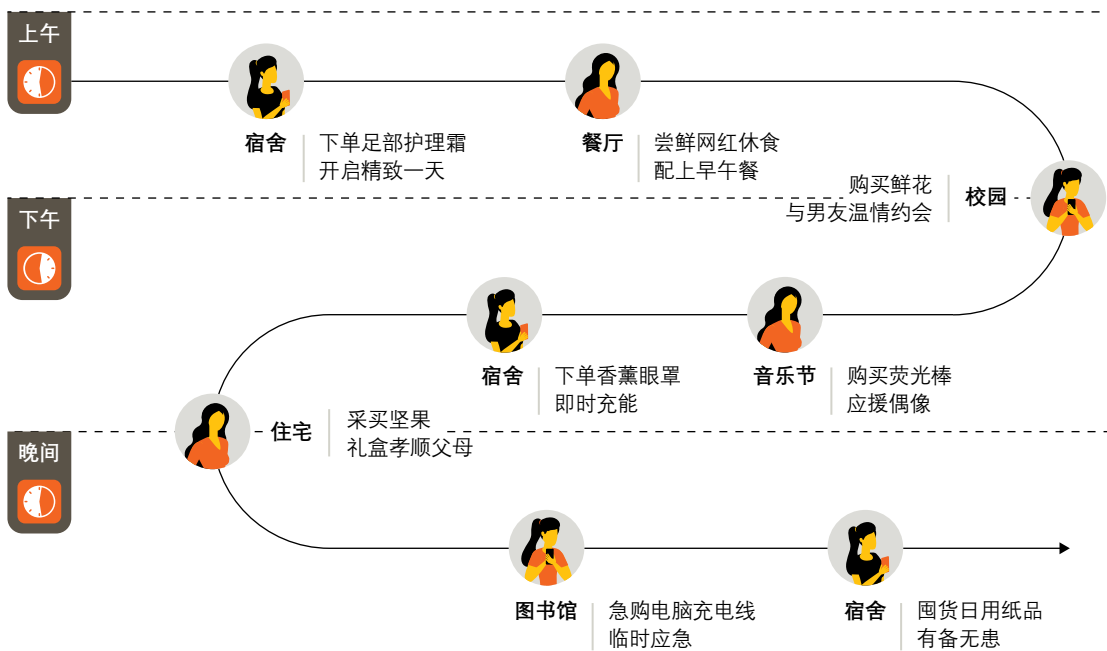 上午
宿舍
下单足部护理霜
开启精致一天
餐厅
尝鲜网红休食
配上早午餐
购买鲜花
与男友温情约会
校园
下午
宿舍
下单香薰眼罩
即时充能
音乐节
购买荧光棒
应援偶像
住宅
采买坚果
礼盒孝顺父母
晚间
图书馆
急购电脑充电线
临时应急
宿舍
囤货日用纸品
有备无患